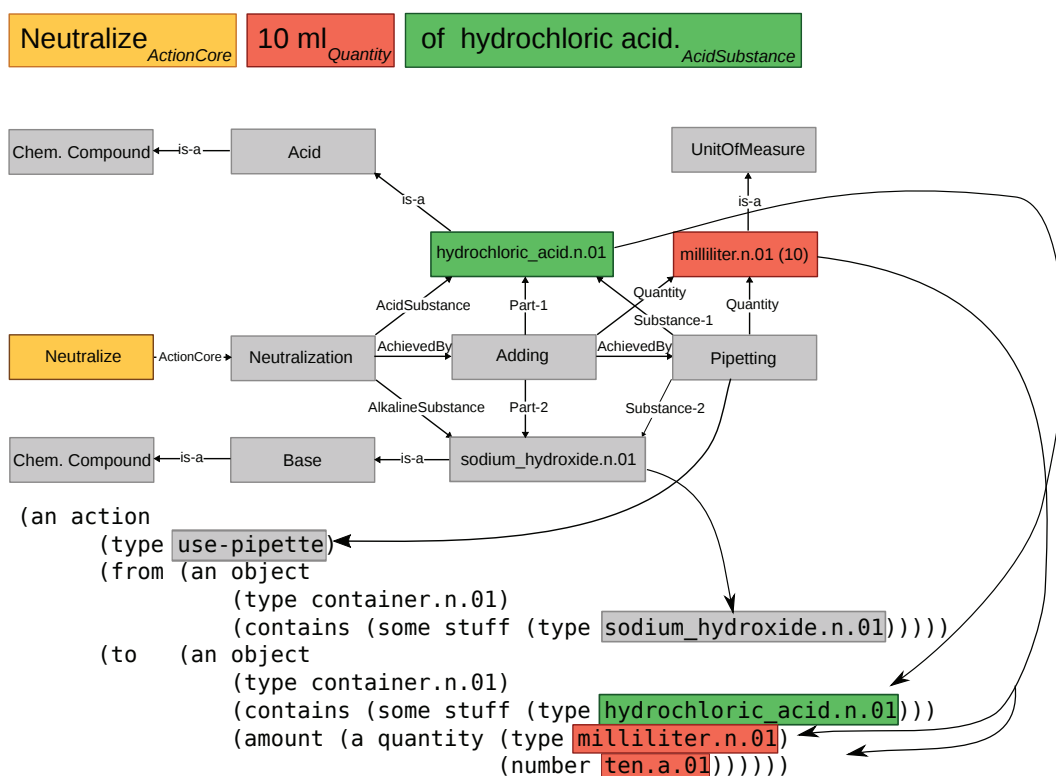 Neutralize ActionCore 10 ml Quantity of hydrochloric acid. AcidSubstance
Chem. Compound is-a Acid UnitOfMeasure
is-a is-a
hydrochloric_acid.n.01 milliliter.n.01 (10)
AcidSubstance Part-1 Quantity Substance-1 Quantity
Neutralize ActionCore Neutralization AchievedBy Adding AchievedBy Pipetting
AlkalineSubstance Part-2 Substance-2
Chem. Compound is-a Base is-a sodium_hydroxide.n.01
(an action
(type use-pipette)
(from (an object
(type container.n.01)
(contains (some stuff (type sodium_hydroxide.n.01)))))
(to (an object
(type container.n.01)
(contains (some stuff (type hydrochloric_acid.n.01)))
(amount (a quantity (type milliliter.n.01)
(number ten.a.01))))))